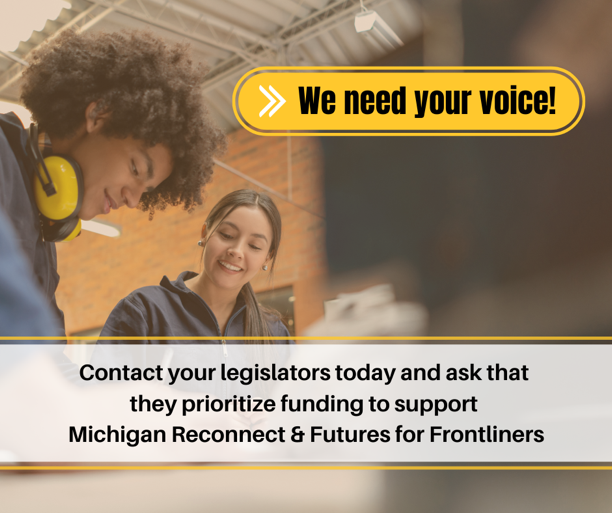 We need your voice!
Contact your legislators today and ask that
they prioritize funding to support
Michigan Reconnect & Futures for Frontliners